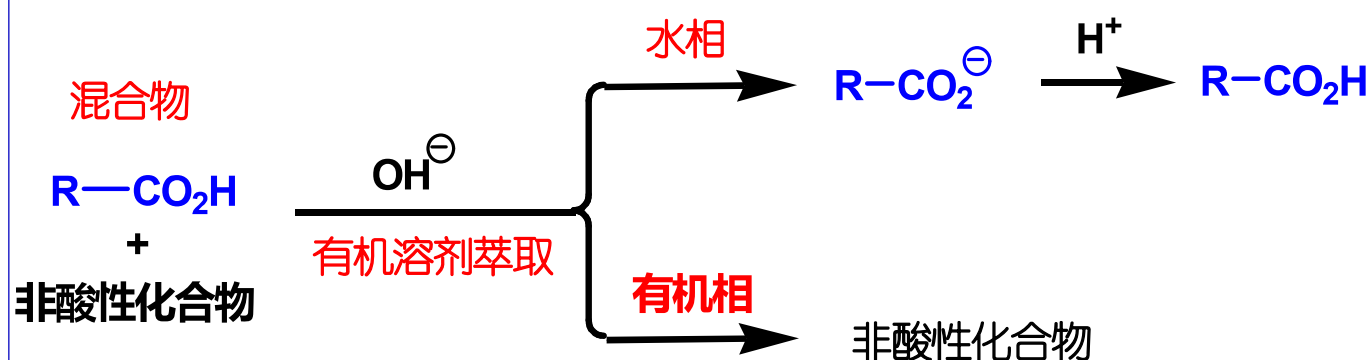 混合物
R—CO₂H
+
非酸性化合物
OH⊖
有机溶剂萃取
水相
R—CO₂⊖
H⁺
R—CO₂H
有机相
非酸性化合物